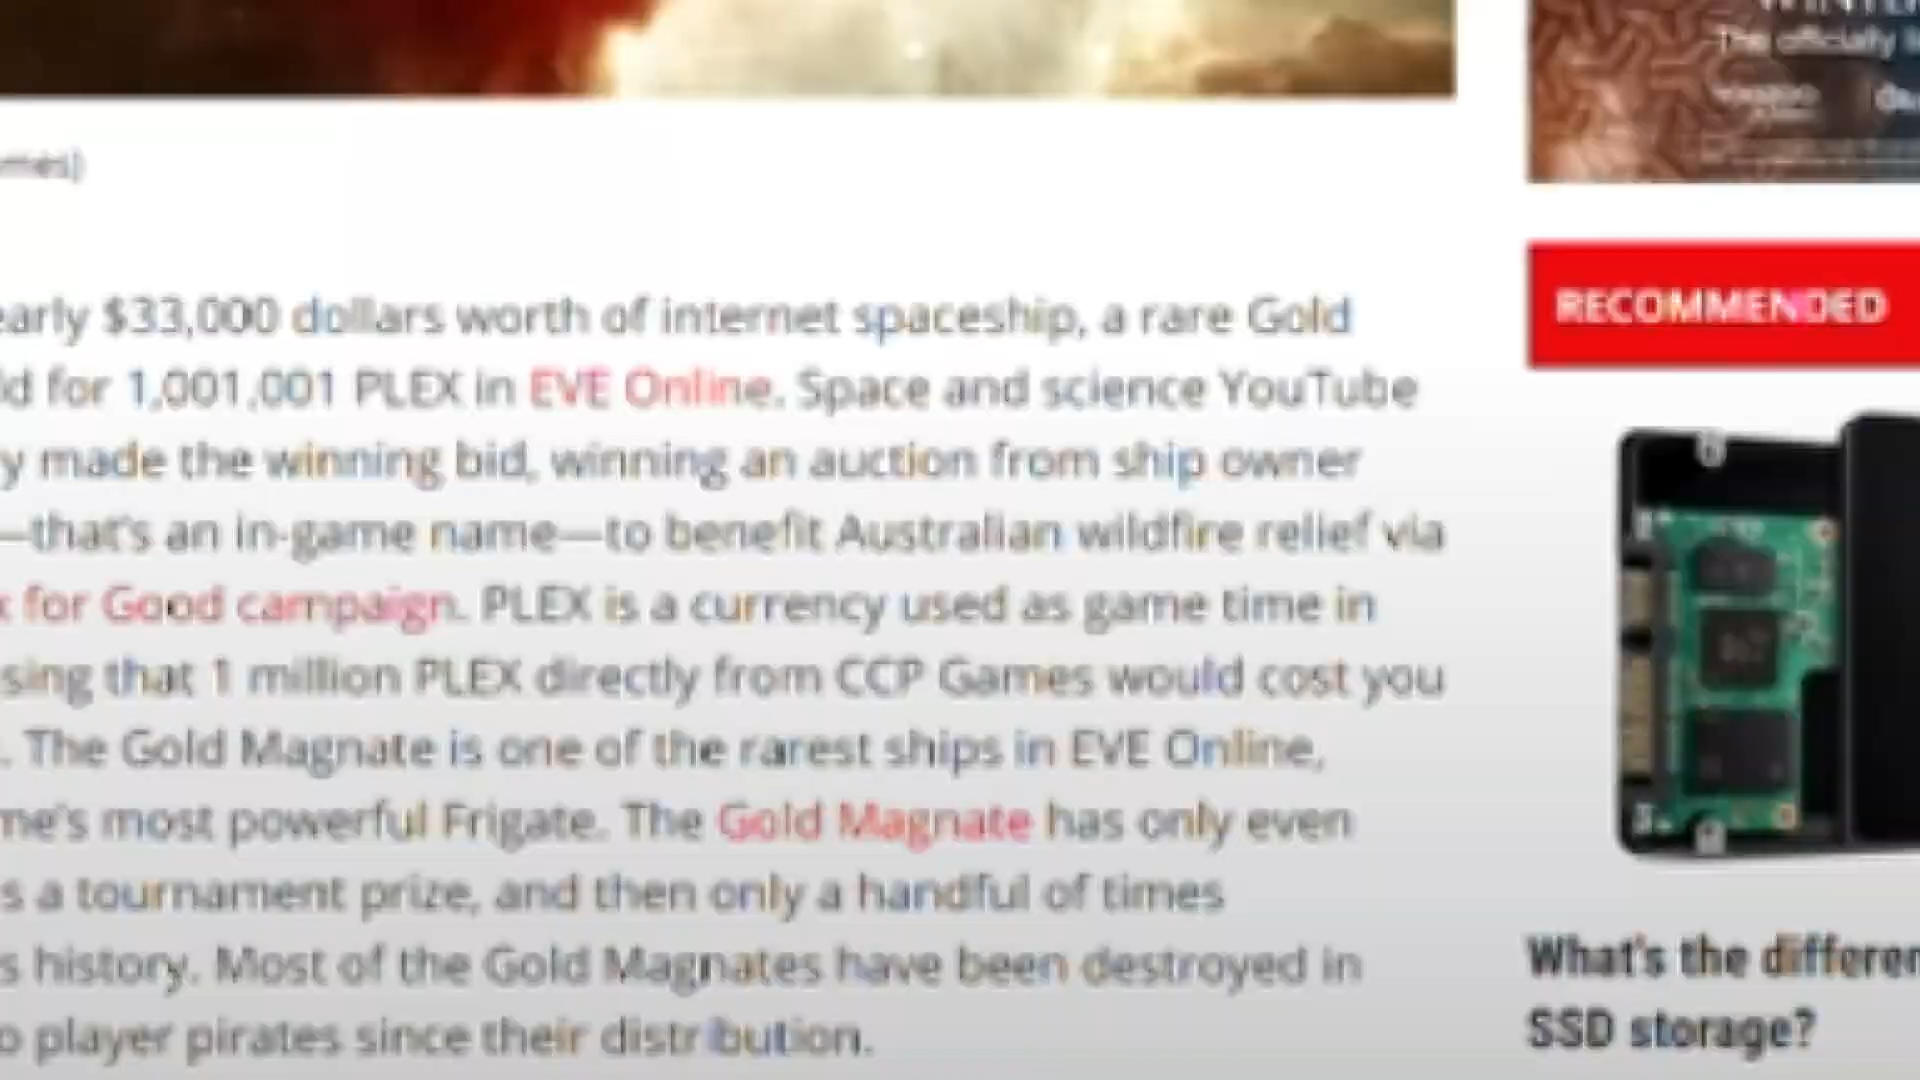 The officially
early $33,000 dollars worth of internet spaceship, a rare Gold
ld for 1,001,001 PLEX in EVE Online. Space and science YouTube
y made the winning bid, winning an auction from ship owner
—that's an in-game name—to benefit Australian wildfire relief via
x for Good campaign. PLEX is a currency used as game time in
sing that 1 million PLEX directly from CCP Games would cost you
. The Gold Magnate is one of the rarest ships in EVE Online,
me's most powerful Frigate. The Gold Magnate has only even
s a tournament prize, and then only a handful of times
s history. Most of the Gold Magnates have been destroyed in
o player pirates since their distribution.
RECOMMENDED
What's the differen
SSD storage?